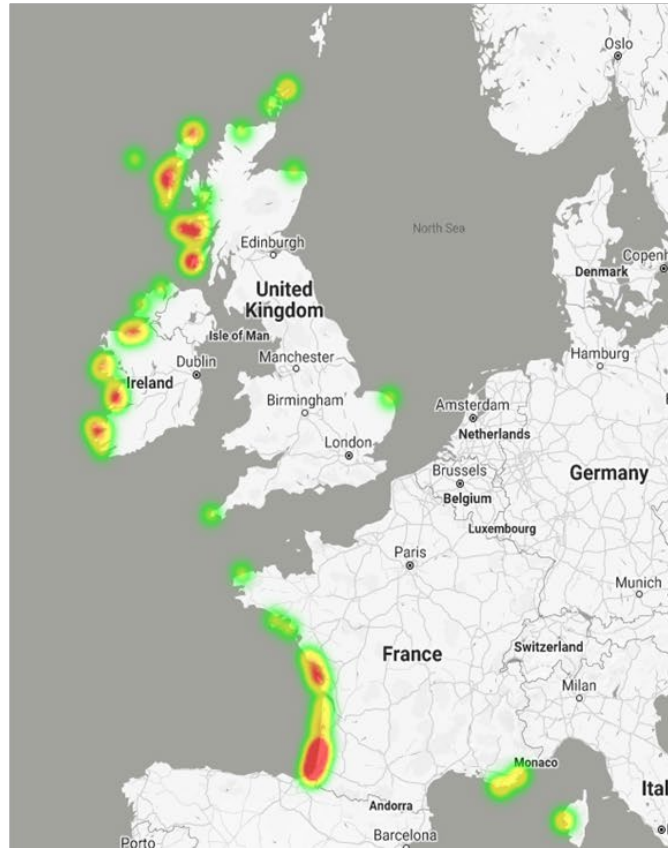 Oslo
North Sea
Edinburgh
United
Kingdom
Denmark
Copenh
Isle of Man
Hamburg
Dublin
Manchester
Ireland
Birmingham
Amsterdam
Netherlands
London
Brussels
Germany
Belgium
Luxembourg
Paris
Munich
France
Switzerland
Milan
Monaco
Ital
Andorra
Porto
Barcelona